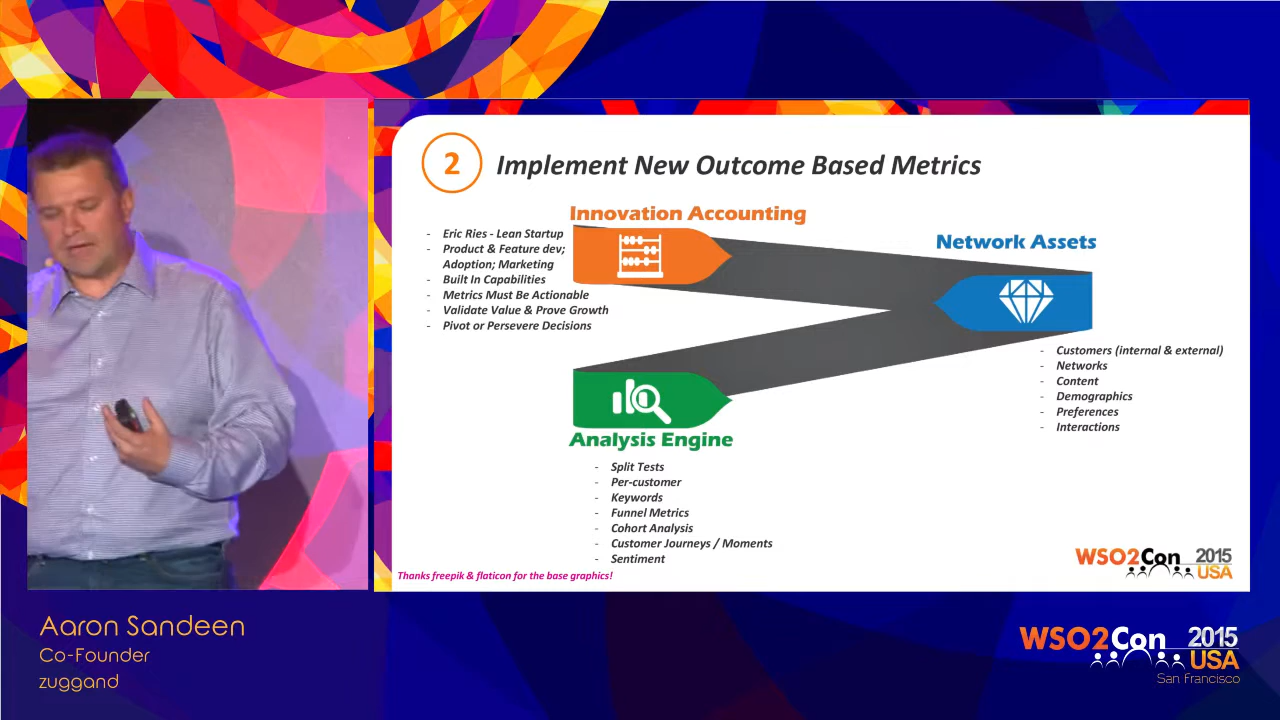 2
Implement New Outcome Based Metrics
Innovation Accounting
- Eric Ries - Lean Startup
- Product & Feature dev;
Adoption; Marketing
- Built In Capabilities
- Metrics Must Be Actionable
- Validate Value & Prove Growth
- Pivot or Persevere Decisions
Network Assets
- Customers (internal & external)
- Networks
- Content
- Demographics
- Preferences
- Interactions
Analysis Engine
- Split Tests
- Per-customer
- Keywords
- Funnel Metrics
- Cohort Analysis
- Customer Journeys / Moments
- Sentiment
Thanks freepik & flaticon for the base graphics!
WSO2Con 2015
USA
Aaron Sandeen
Co-Founder
zuggand
WSO2Con 2015
USA
San Francisco